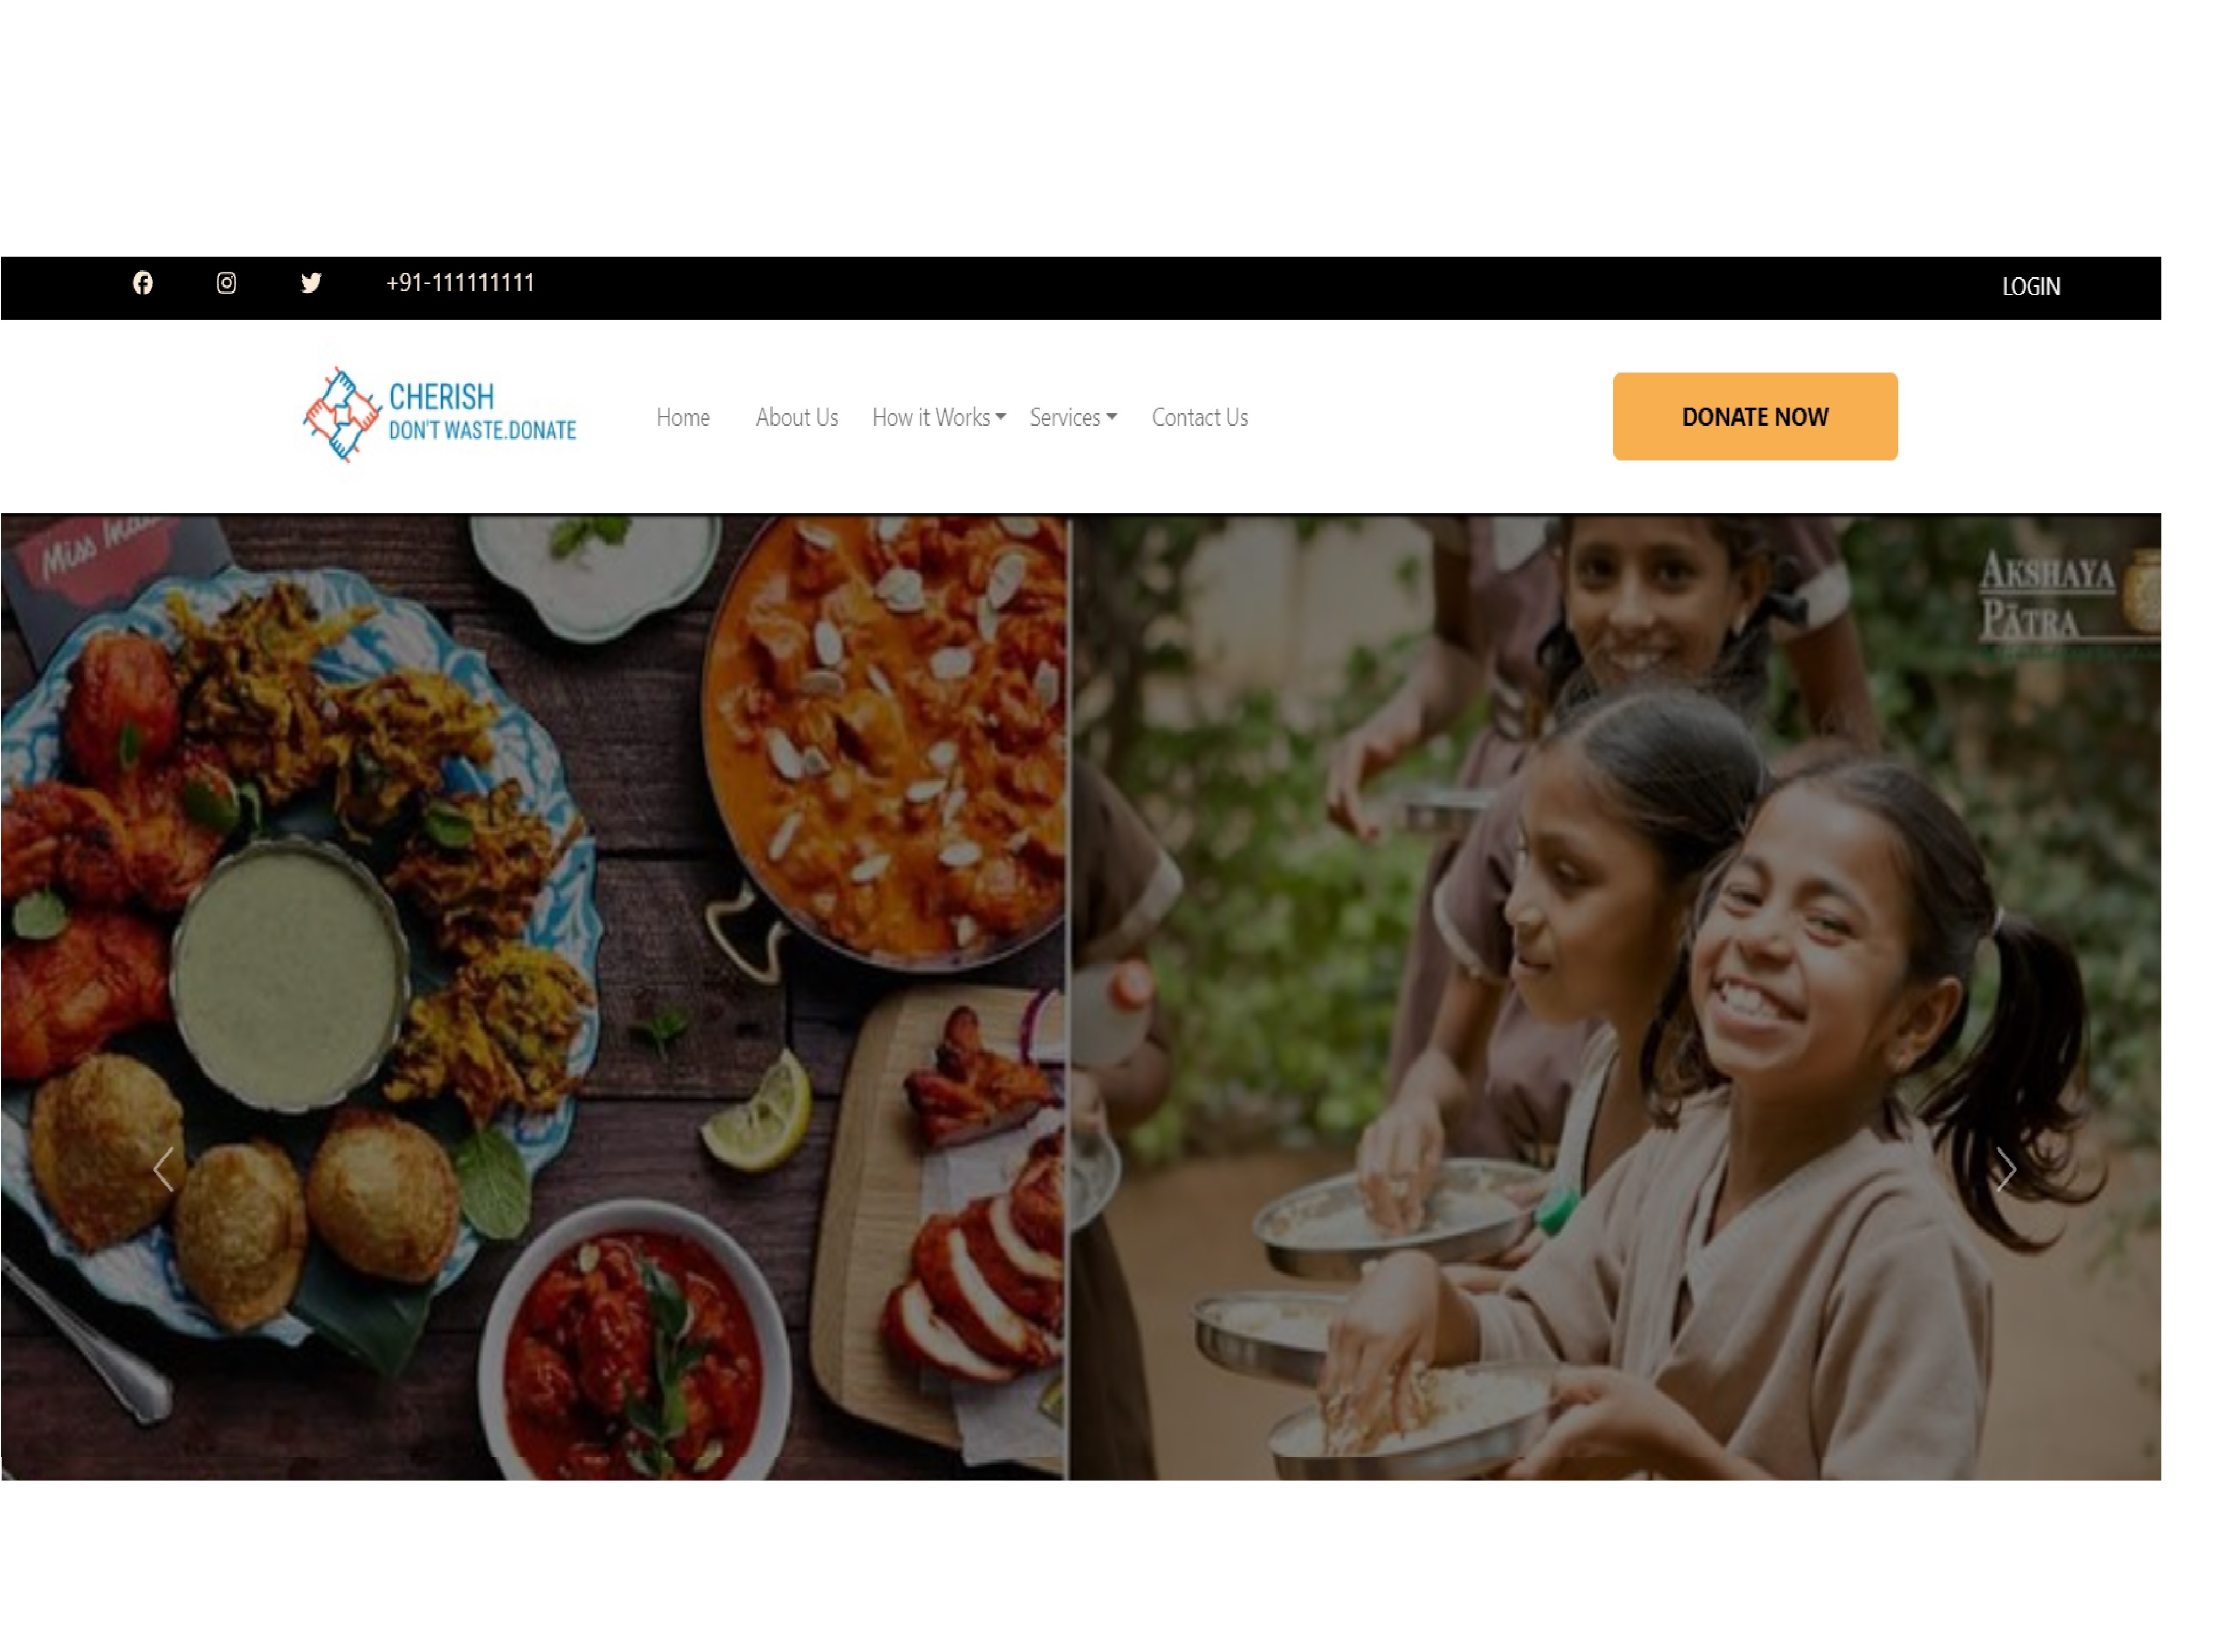 +91-111111111
LOGIN
CHERISH
DON'T WASTE.DONATE
Home
About Us
How it Works
Services
Contact Us
DONATE NOW
Miss
AKSHAYA
PĀTRA